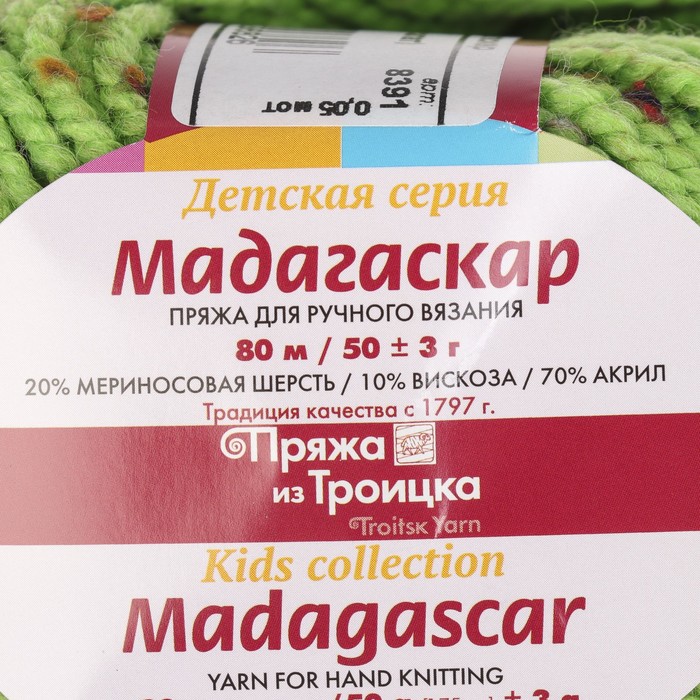 арт: 8391
0,05 мот
Детская серия
Мадагаскар
ПРЯЖА ДЛЯ РУЧНОГО ВЯЗАНИЯ
80 м / 50 ± 3 г
20% МЕРИНОСОВАЯ ШЕРСТЬ / 10% ВИСКОЗА / 70% АКРИЛ
Традиция качества с 1797 г.
Пряжа
из Троицка
Troitsk Yarn
Kids collection
Madagascar
YARN FOR HAND KNITTING